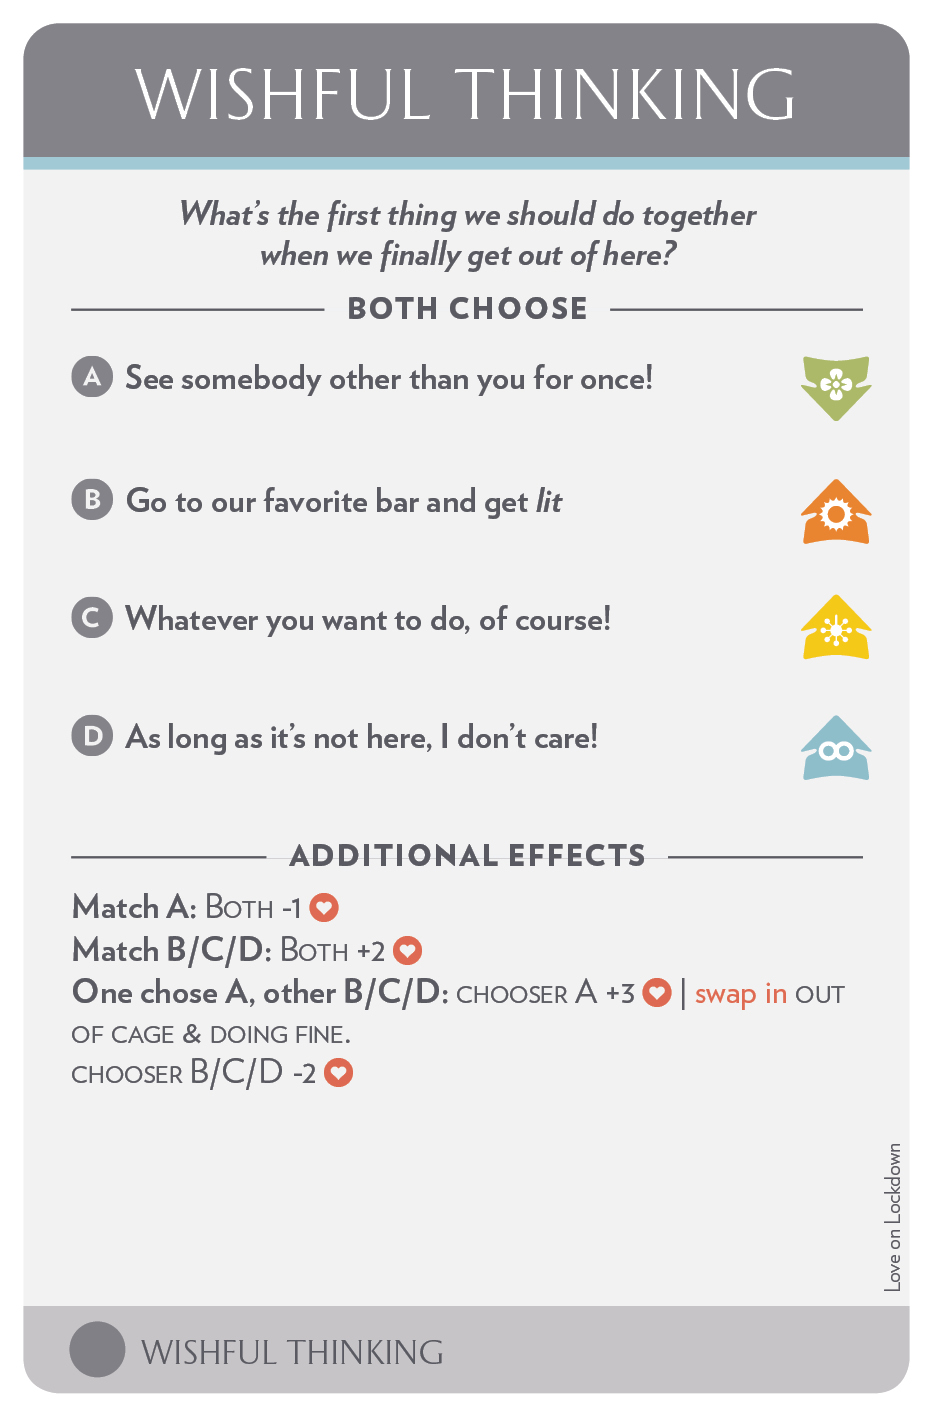 WISHFUL THINKING
What's the first thing we should do together
when we finally get out of here?
BOTH CHOOSE
A See somebody other than you for once!
B Go to our favorite bar and get lit
C Whatever you want to do, of course!
D As long as it's not here, I don't care!
ADDITIONAL EFFECTS
Match A: BOTH -1
Match B/C/D: BOTH +2
One chose A, other B/C/D: CHOOSER A +3 | swap in OUT
OF CAGE & DOING FINE.
CHOOSER B/C/D -2
Love on Lockdown
WISHFUL THINKING